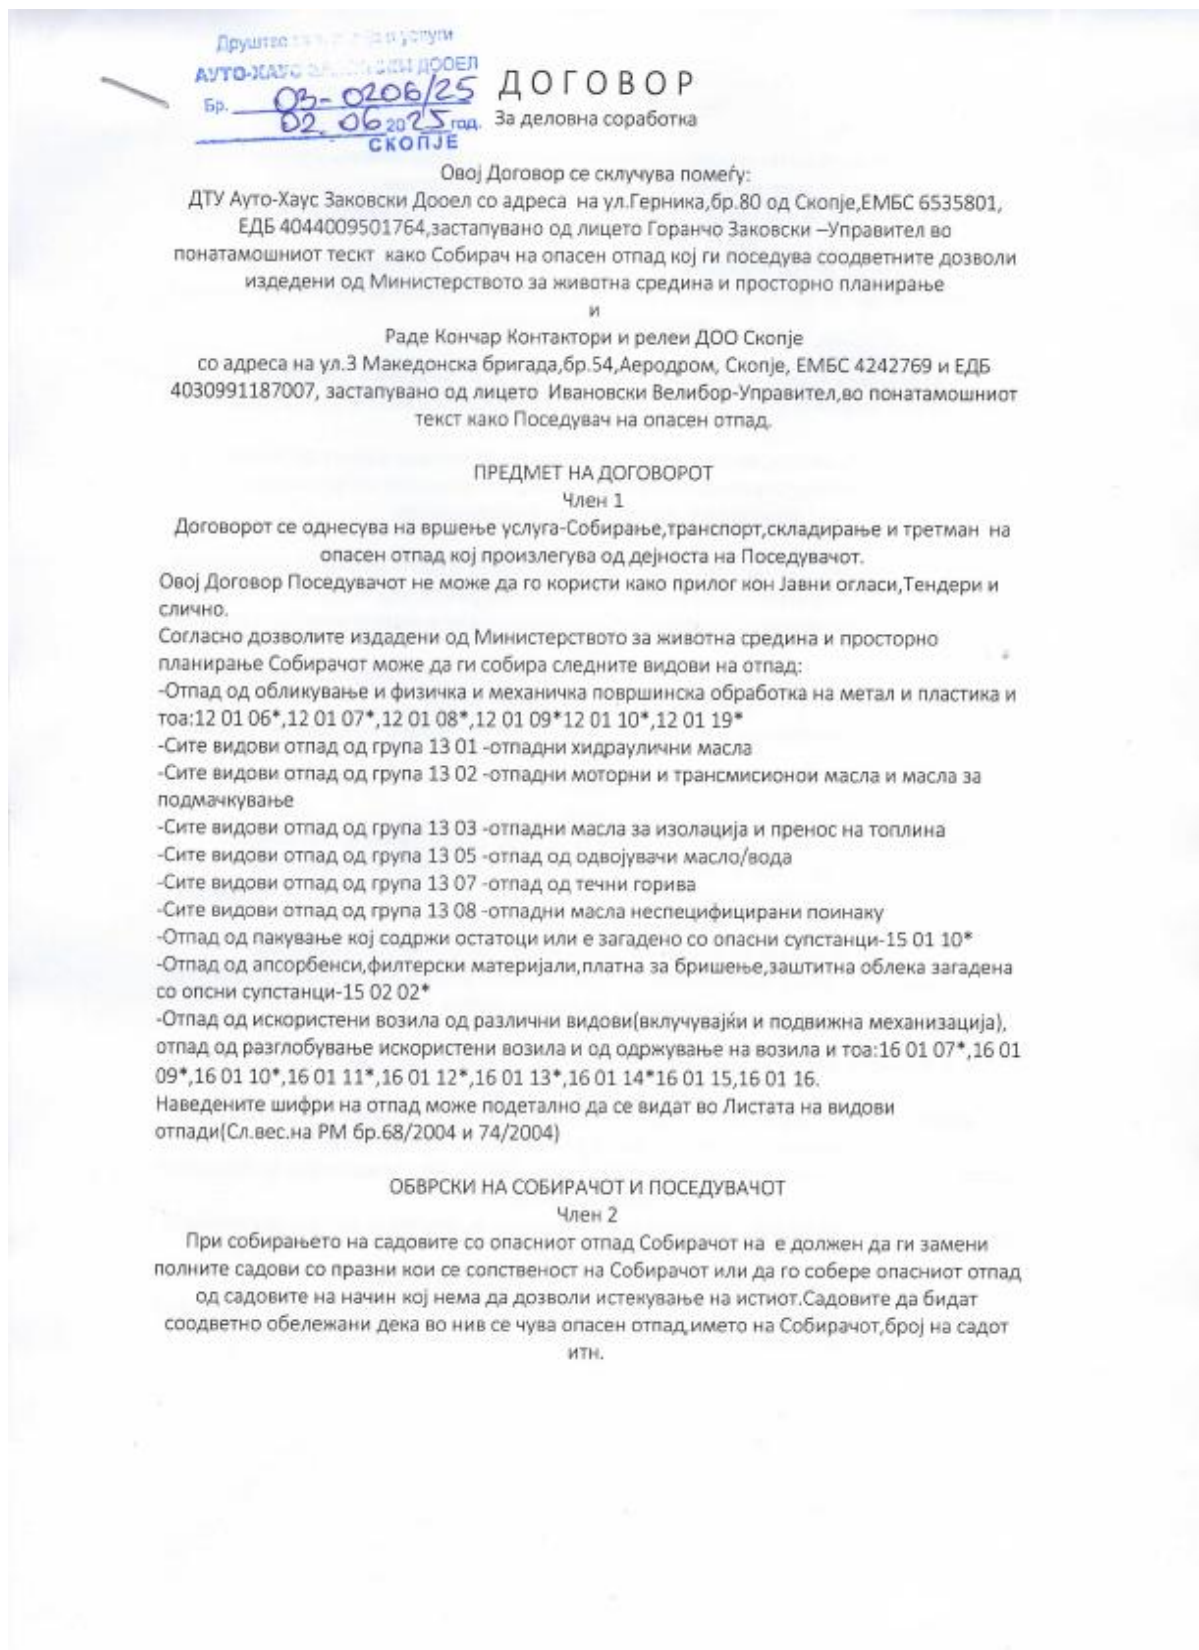 Друштво услуги
АУТО-ХАУС ЗАКОВСКИ ДООЕЛ
Бр. 03-0206/25
02.06 2025 год.
СКОПЈЕ
ДОГОВОР
За деловна соработка
Овој Договор се склучува помеѓу:
ДТУ Ауто-Хаус Заковски Дооел со адреса на ул.Герника,бр.80 од Скопје,ЕМБС 6535801,
ЕДБ 4044009501764,застапувано од лицето Горанчо Заковски –Управител во
понатамошниот тескт како Собирач на опасен отпад кој ги поседува соодветните дозволи
издедени од Министерството за животна средина и просторно планирање
и
Раде Кончар Контактори и релеи ДОО Скопје
со адреса на ул.3 Македонска бригада,бр.54,Аеродром, Скопје, ЕМБС 4242769 и ЕДБ
4030991187007, застапувано од лицето Ивановски Велибор-Управител,во понатамошниот
текст како Поседувач на опасен отпад.
ПРЕДМЕТ НА ДОГОВОРОТ
Член 1
Договорот се однесува на вршење услуга-Собирање,транспорт,складирање и третман на
опасен отпад кој произлегува од дејноста на Поседувачот.
Овој Договор Поседувачот не може да го користи како прилог кон Јавни огласи,Тендери и
слично.
Согласно дозволите издадени од Министерството за животна средина и просторно
планирање Собирачот може да ги собира следните видови на отпад:
-Отпад од обликување и физичка и механичка површинска обработка на метал и пластика и
тоа:12 01 06*,12 01 07*,12 01 08*,12 01 09*12 01 10*,12 01 19*
-Сите видови отпад од група 13 01 -отпадни хидраулични масла
-Сите видови отпад од група 13 02 -отпадни моторни и трансмисионои масла и масла за
подмачкување
-Сите видови отпад од група 13 03 -отпадни масла за изолација и пренос на топлина
-Сите видови отпад од група 13 05 -отпад од одвојувачи масло/вода
-Сите видови отпад од група 13 07 -отпад од течни горива
-Сите видови отпад од група 13 08 -отпадни масла неспецифицирани поинаку
-Отпад од пакување кој содржи остатоци или е загадено со опасни супстанци-15 01 10*
-Отпад од апсорбенси,филтерски материјали,платна за бришење,заштитна облека загадена
со опсни супстанци-15 02 02*
-Отпад од искористени возила од различни видови(вклучувајќи и подвижна механизација),
отпад од разглобување искористени возила и од одржување на возила и тоа:16 01 07*,16 01
09*,16 01 10*,16 01 11*,16 01 12*,16 01 13*,16 01 14*16 01 15,16 01 16.
Наведените шифри на отпад може подетално да се видат во Листата на видови
отпади(Сл.вес.на РМ бр.68/2004 и 74/2004)
ОБВРСКИ НА СОБИРАЧОТ И ПОСЕДУВАЧОТ
Член 2
При собирањето на садовите со опасниот отпад Собирачот на е должен да ги замени
полните садови со празни кои се сопственост на Собирачот или да го собере опасниот отпад
од садовите на начин кој нема да дозволи истекување на истиот.Садовите да бидат
соодветно обележани дека во нив се чува опасен отпад,името на Собирачот,број на садот
итн.